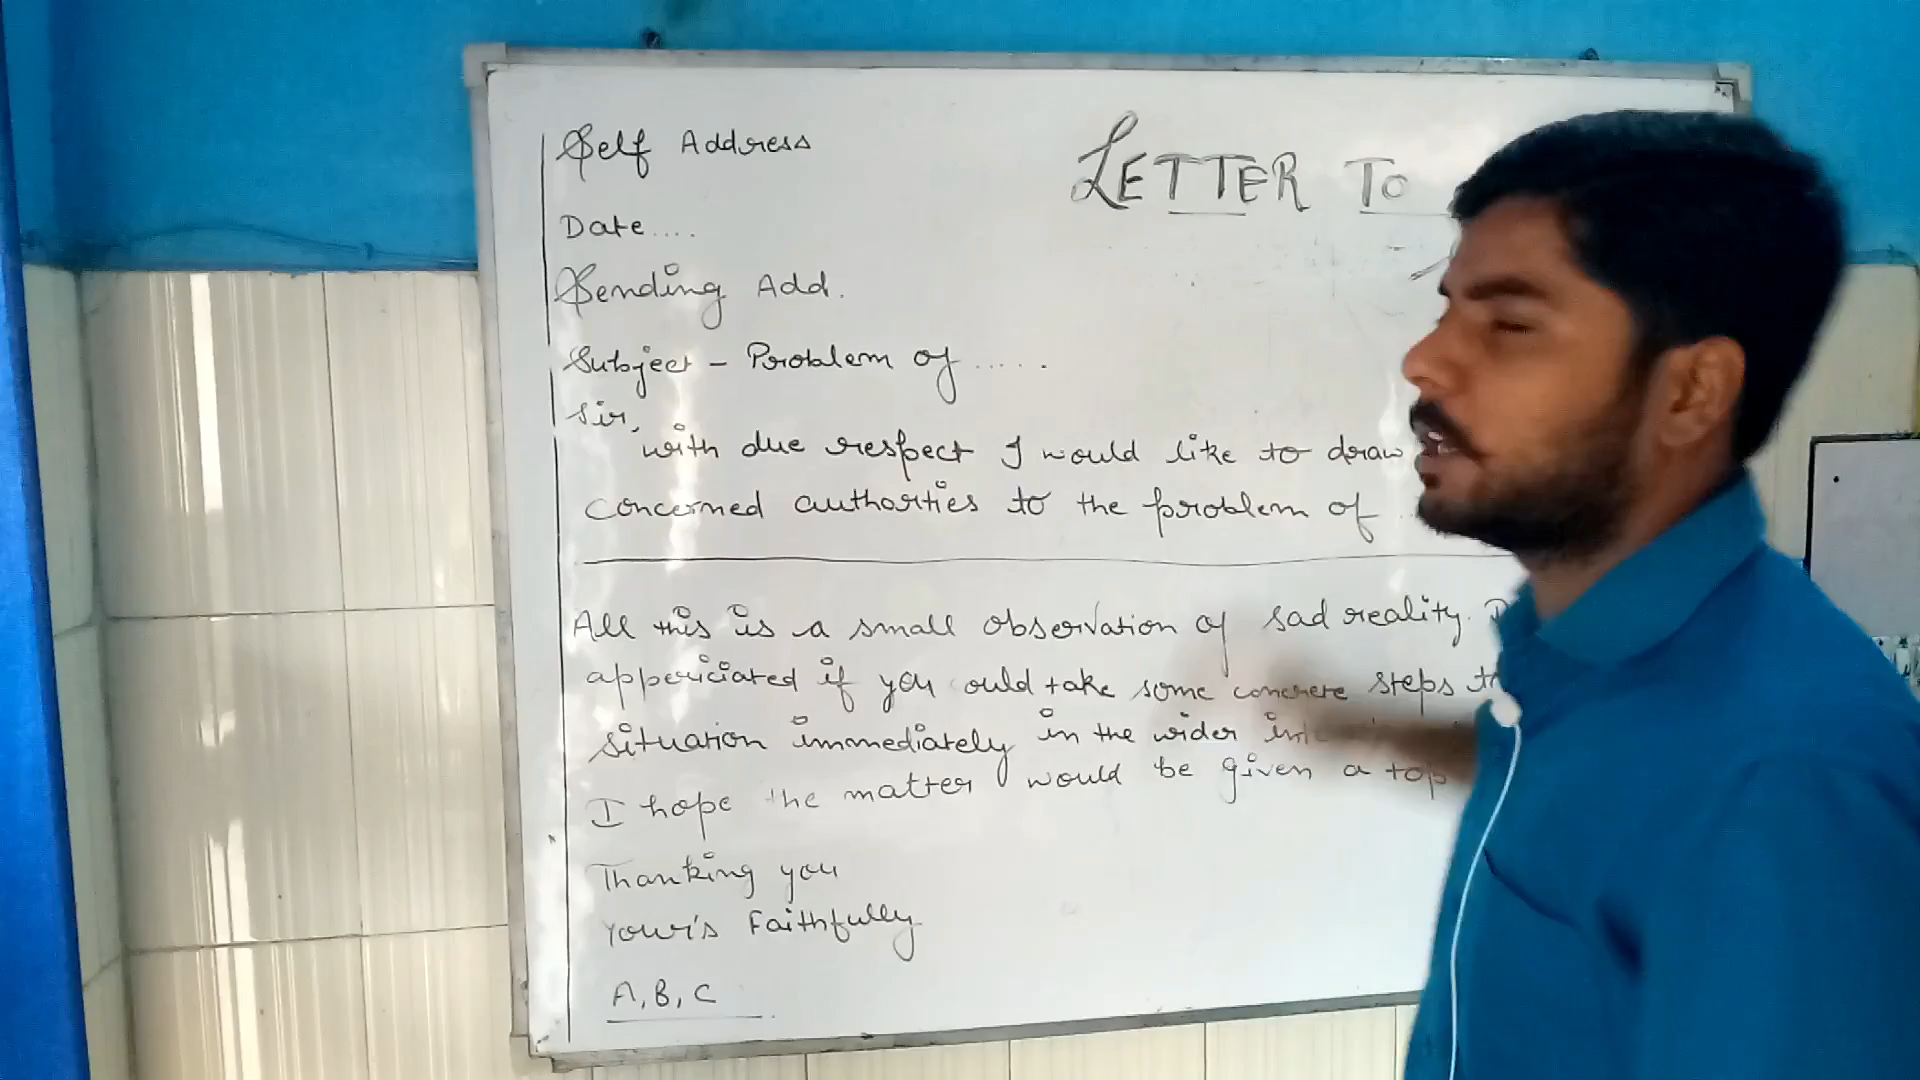 Self Address
LETTER TO
Date....
Sending Add.
Subject - Problem of .....
Sir,
with due respect I would like to draw
concerned authorties to the problem of
All this is a small observation of sad reality.
appericiated if you ould take some concrete steps
situation immediately in the wider
I hope the matter would be given a top
Thanking you
Your's Faithfully
A, B, C